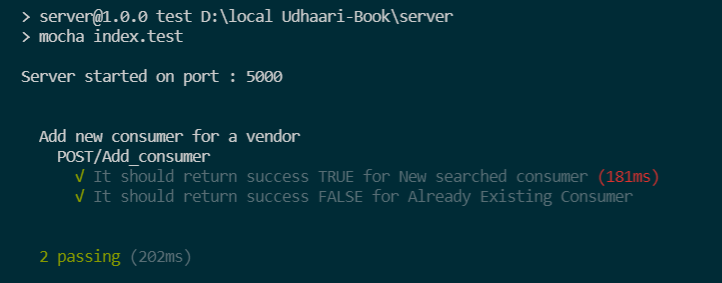 > server@1.0.0 test D:\local Udhaari-Book\server
> mocha index.test
Server started on port : 5000
Add new consumer for a vendor
POST/Add_consumer
√ It should return success TRUE for New searched consumer (181ms)
√ It should return success FALSE for Already Existing Consumer
2 passing (202ms)